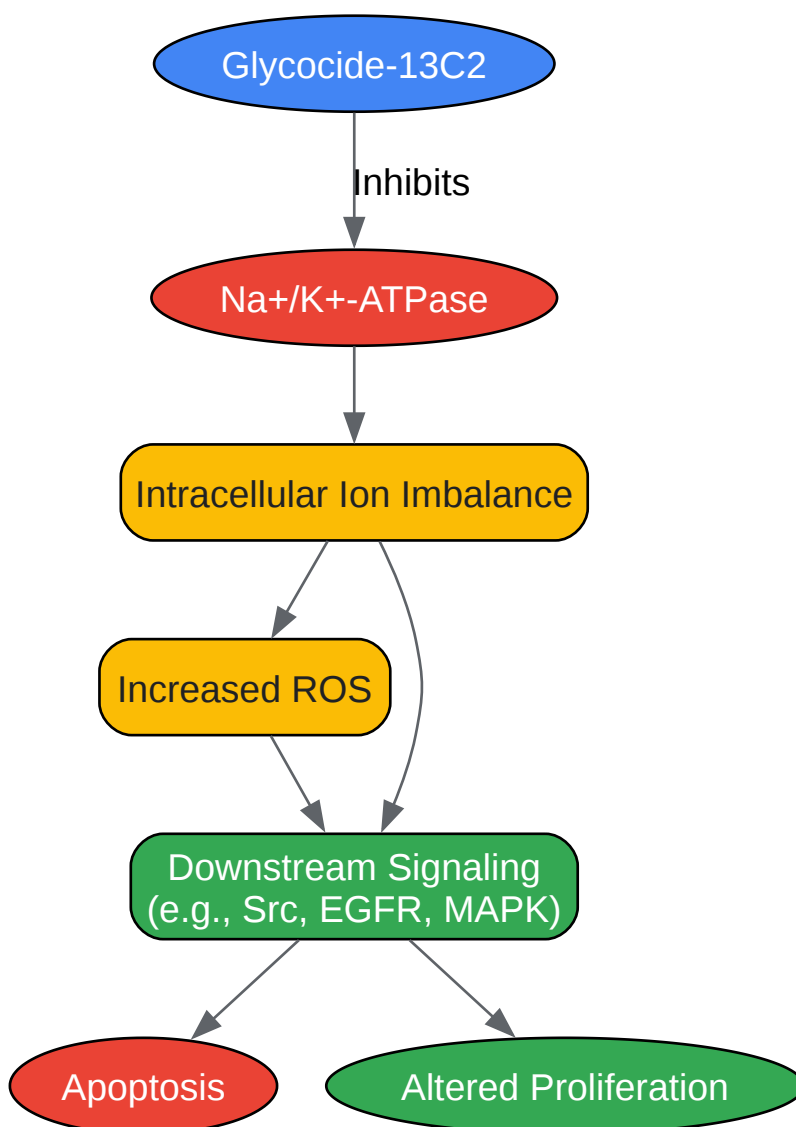 Glycocide-13C2
Inhibits
Na+/K+-ATPase
Intracellular Ion Imbalance
Increased ROS
Downstream Signaling
(e.g., Src, EGFR, MAPK)
Apoptosis
Altered Proliferation